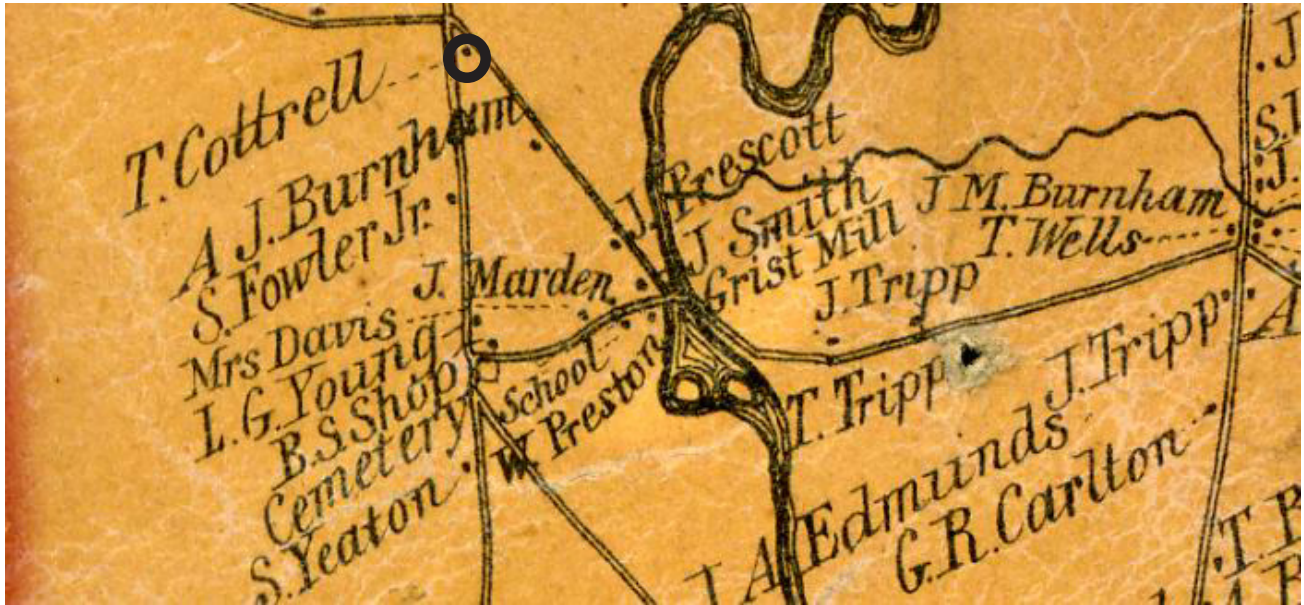 T. Cottrell
A J. Burnham
S. Fowler Jr.
J. Marden
Mrs Davis
L. G. Young
B. S. Shop
Cemetery
S. Yeaton
School
W. Preston
J. Prescott
J. Smith
Grist Mill
J. Tripp
J M. Burnham
T. Wells
T. Tripp
J. Tripp
J A Edmunds
G. R. Carlton
J
S.
J.
A
T. B